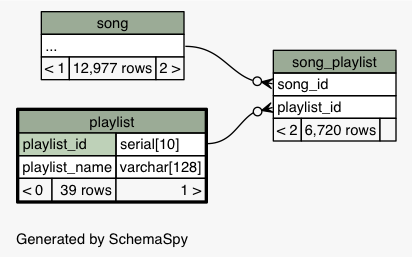 song
...
< 1 12,977 rows 2 >
song_playlist
song_id
playlist_id
< 2 6,720 rows
playlist
playlist_id serial[10]
playlist_name varchar[128]
< 0 39 rows 1 >
Generated by SchemaSpy